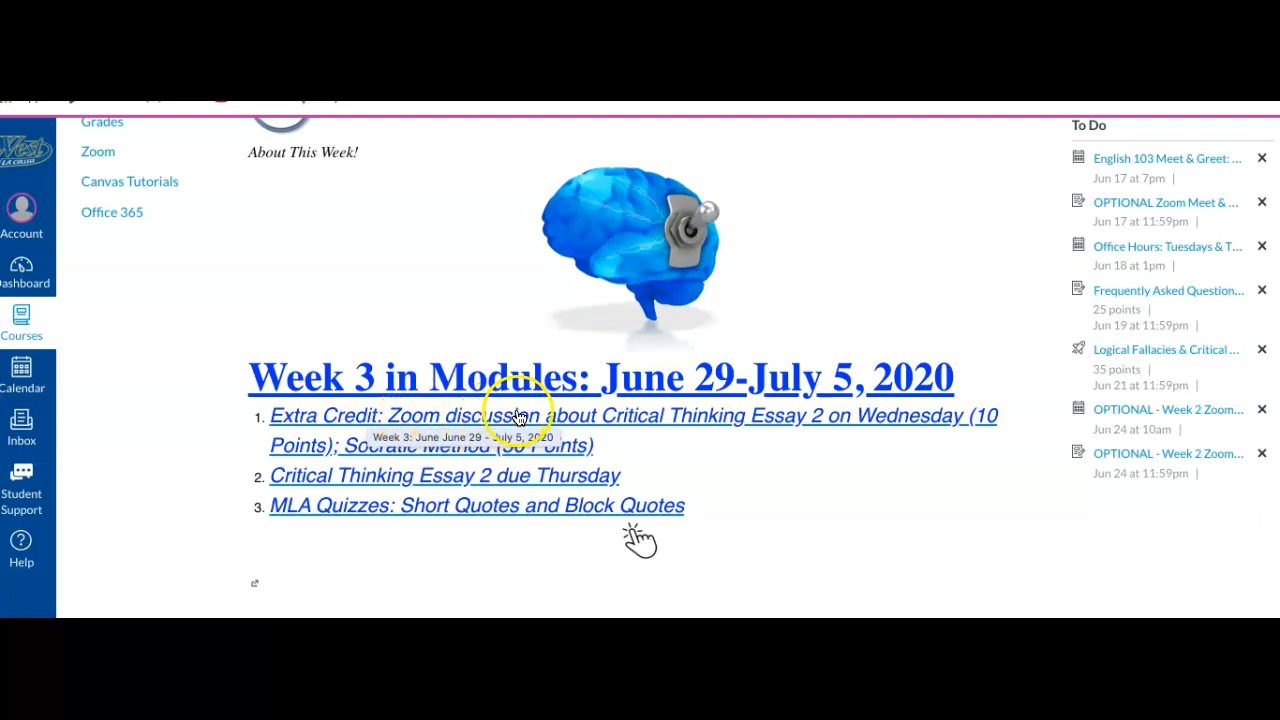 Grades
Zoom
Canvas Tutorials
Office 365
West
L.A. COLLEGE
Account
Dashboard
Courses
Calendar
Inbox
Student
Support
Help
About This Week!
Week 3 in Modules: June 29-July 5, 2020
1. Extra Credit: Zoom discussion about Critical Thinking Essay 2 on Wednesday (10
Points); Socratic Method (30 Points)
Week 3: June June 29 - July 5, 2020
2. Critical Thinking Essay 2 due Thursday
3. MLA Quizzes: Short Quotes and Block Quotes
To Do
English 103 Meet & Greet: ...
Jun 17 at 7pm |
OPTIONAL Zoom Meet & ...
Jun 17 at 11:59pm |
Office Hours: Tuesdays & T...
Jun 18 at 1pm |
Frequently Asked Question...
25 points |
Jun 19 at 11:59pm |
Logical Fallacies & Critical ...
35 points |
Jun 21 at 11:59pm |
OPTIONAL - Week 2 Zoom...
Jun 24 at 10am |
OPTIONAL - Week 2 Zoom...
Jun 24 at 11:59pm |